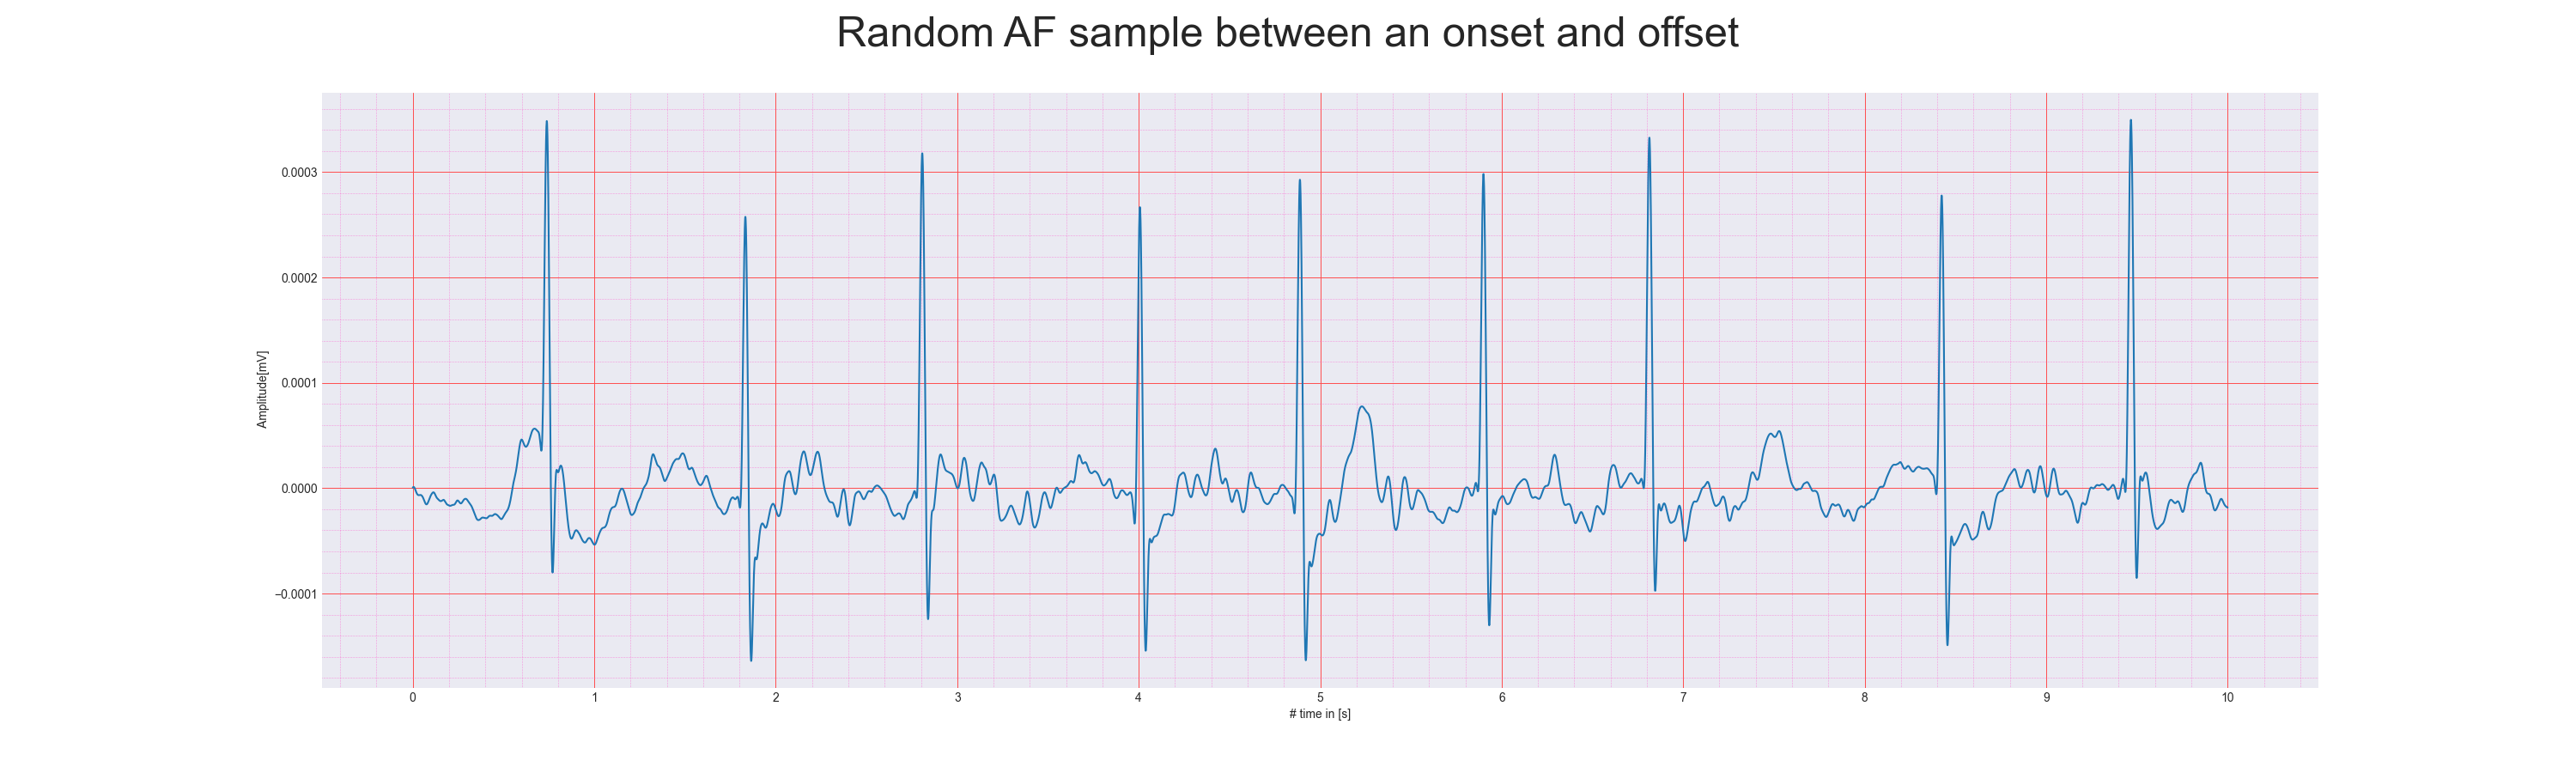 Random AF sample between an onset and offset
0.0003
0.0002
0.0001
0.0000
−0.0001
Amplitude[mV]
0 1 2 3 4 5 6 7 8 9 10
# time in [s]